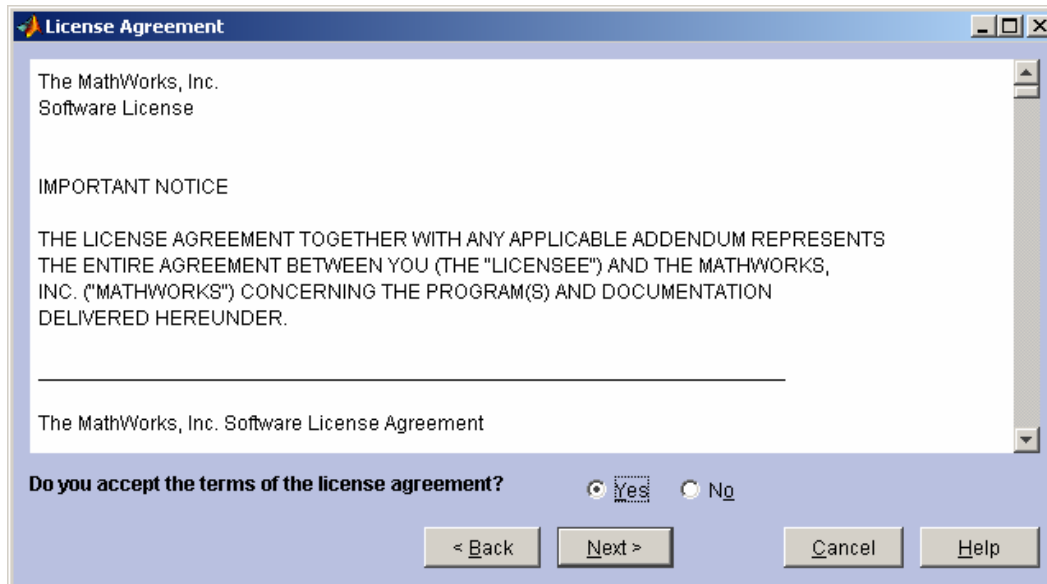 License Agreement
The MathWorks, Inc.
Software License
IMPORTANT NOTICE
THE LICENSE AGREEMENT TOGETHER WITH ANY APPLICABLE ADDENDUM REPRESENTS
THE ENTIRE AGREEMENT BETWEEN YOU (THE "LICENSEE") AND THE MATHWORKS,
INC. ("MATHWORKS") CONCERNING THE PROGRAM(S) AND DOCUMENTATION
DELIVERED HEREUNDER.
The MathWorks, Inc. Software License Agreement
Do you accept the terms of the license agreement? Yes No
< Back Next > Cancel Help